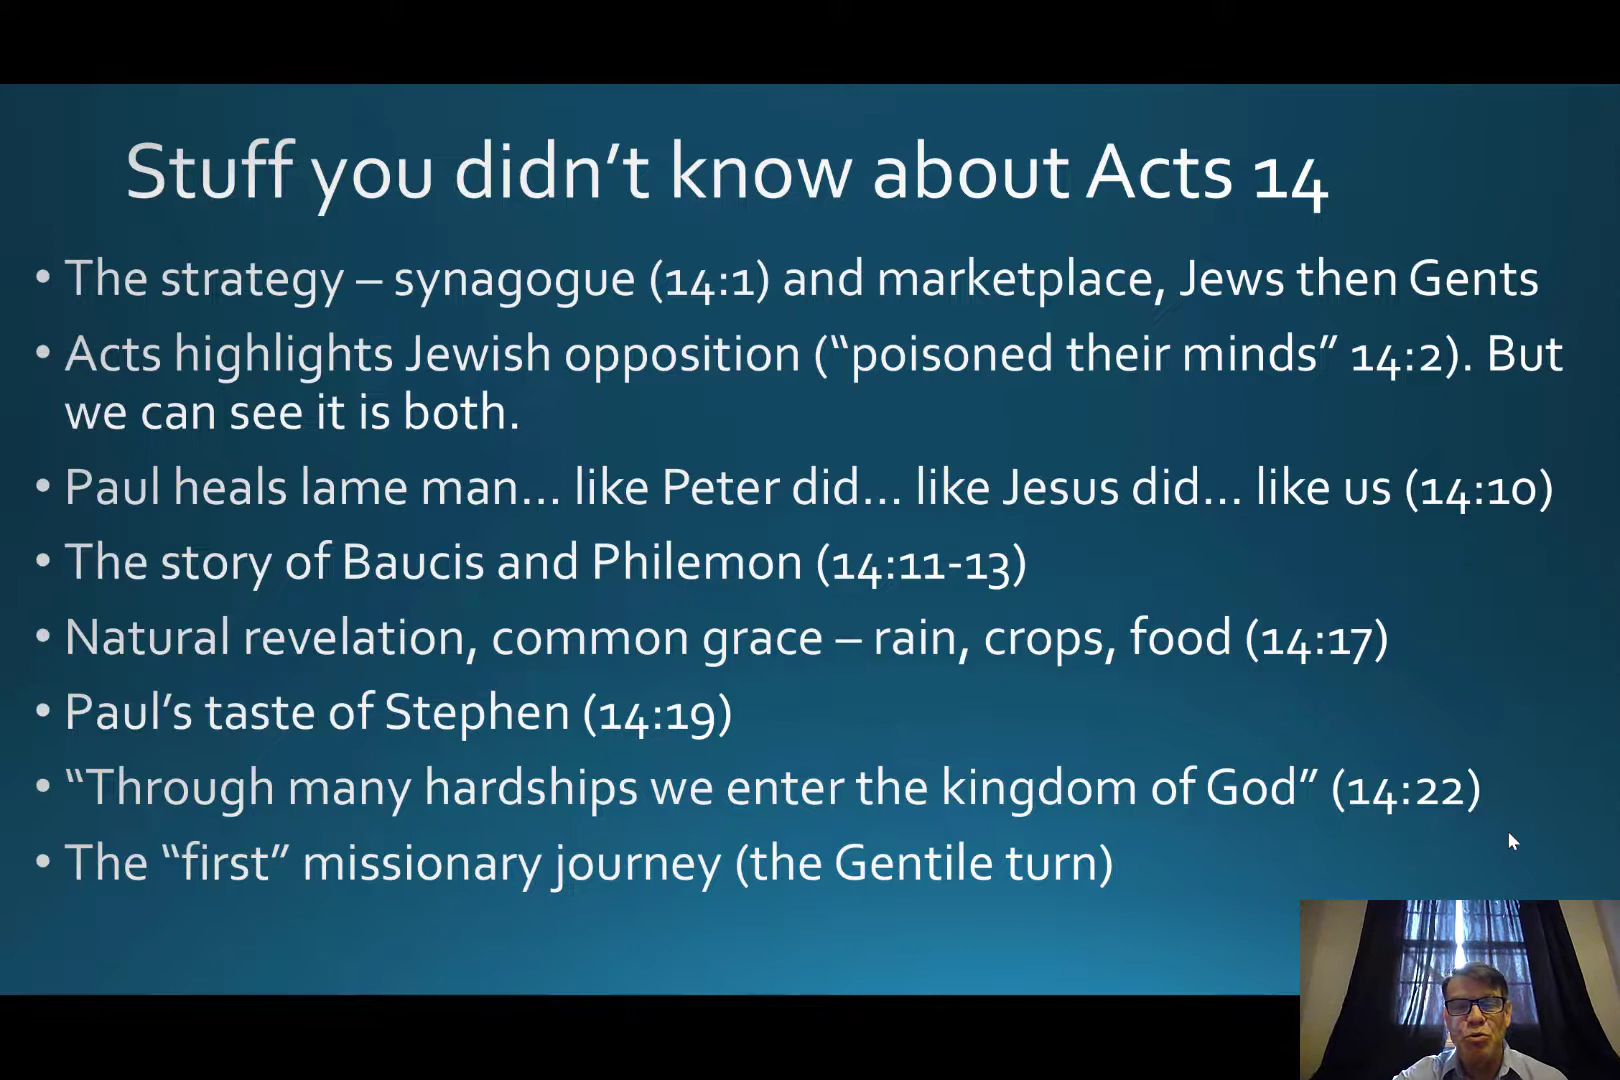 Stuff you didn’t know about Acts 14
• The strategy – synagogue (14:1) and marketplace, Jews then Gents
• Acts highlights Jewish opposition (“poisoned their minds” 14:2). But
we can see it is both.
• Paul heals lame man… like Peter did… like Jesus did… like us (14:10)
• The story of Baucis and Philemon (14:11-13)
• Natural revelation, common grace – rain, crops, food (14:17)
• Paul’s taste of Stephen (14:19)
• “Through many hardships we enter the kingdom of God” (14:22)
• The “first” missionary journey (the Gentile turn)